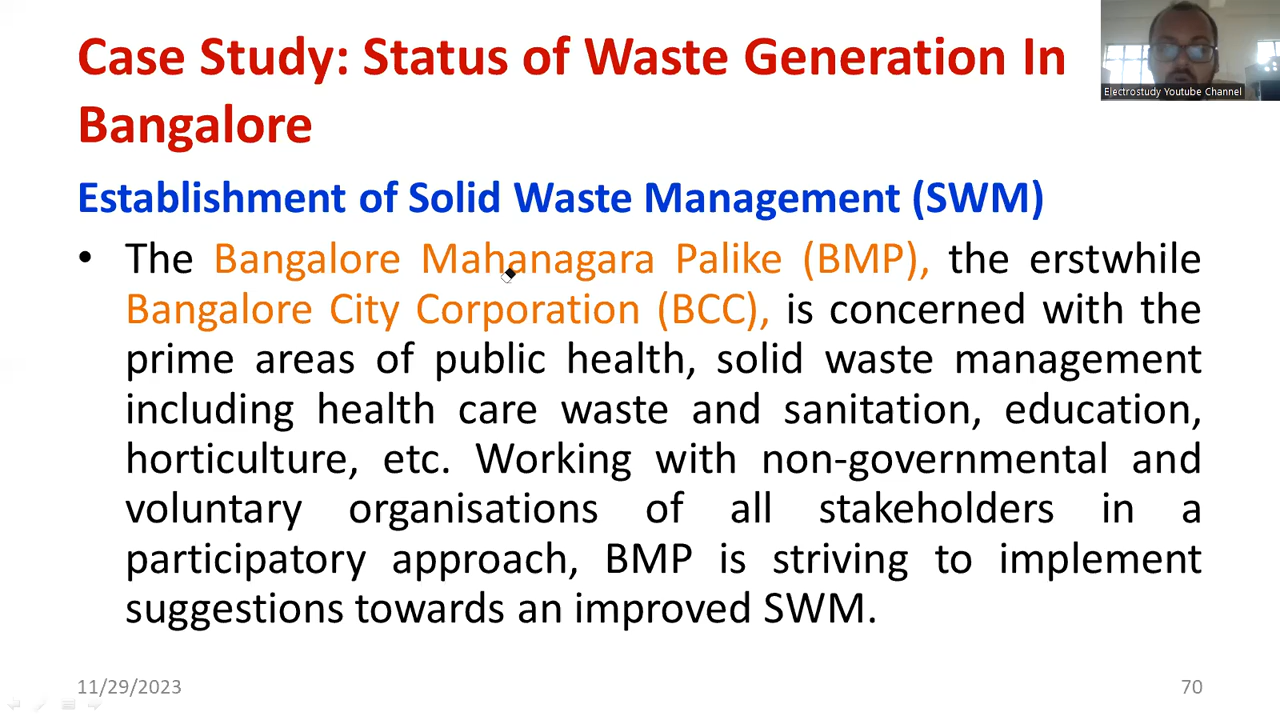 Case Study: Status of Waste Generation In
Bangalore
Electrostudy Youtube Channel
Establishment of Solid Waste Management (SWM)
• The Bangalore Mahanagara Palike (BMP), the erstwhile
Bangalore City Corporation (BCC), is concerned with the
prime areas of public health, solid waste management
including health care waste and sanitation, education,
horticulture, etc. Working with non-governmental and
voluntary organisations of all stakeholders in a
participatory approach, BMP is striving to implement
suggestions towards an improved SWM.
11/29/2023
70